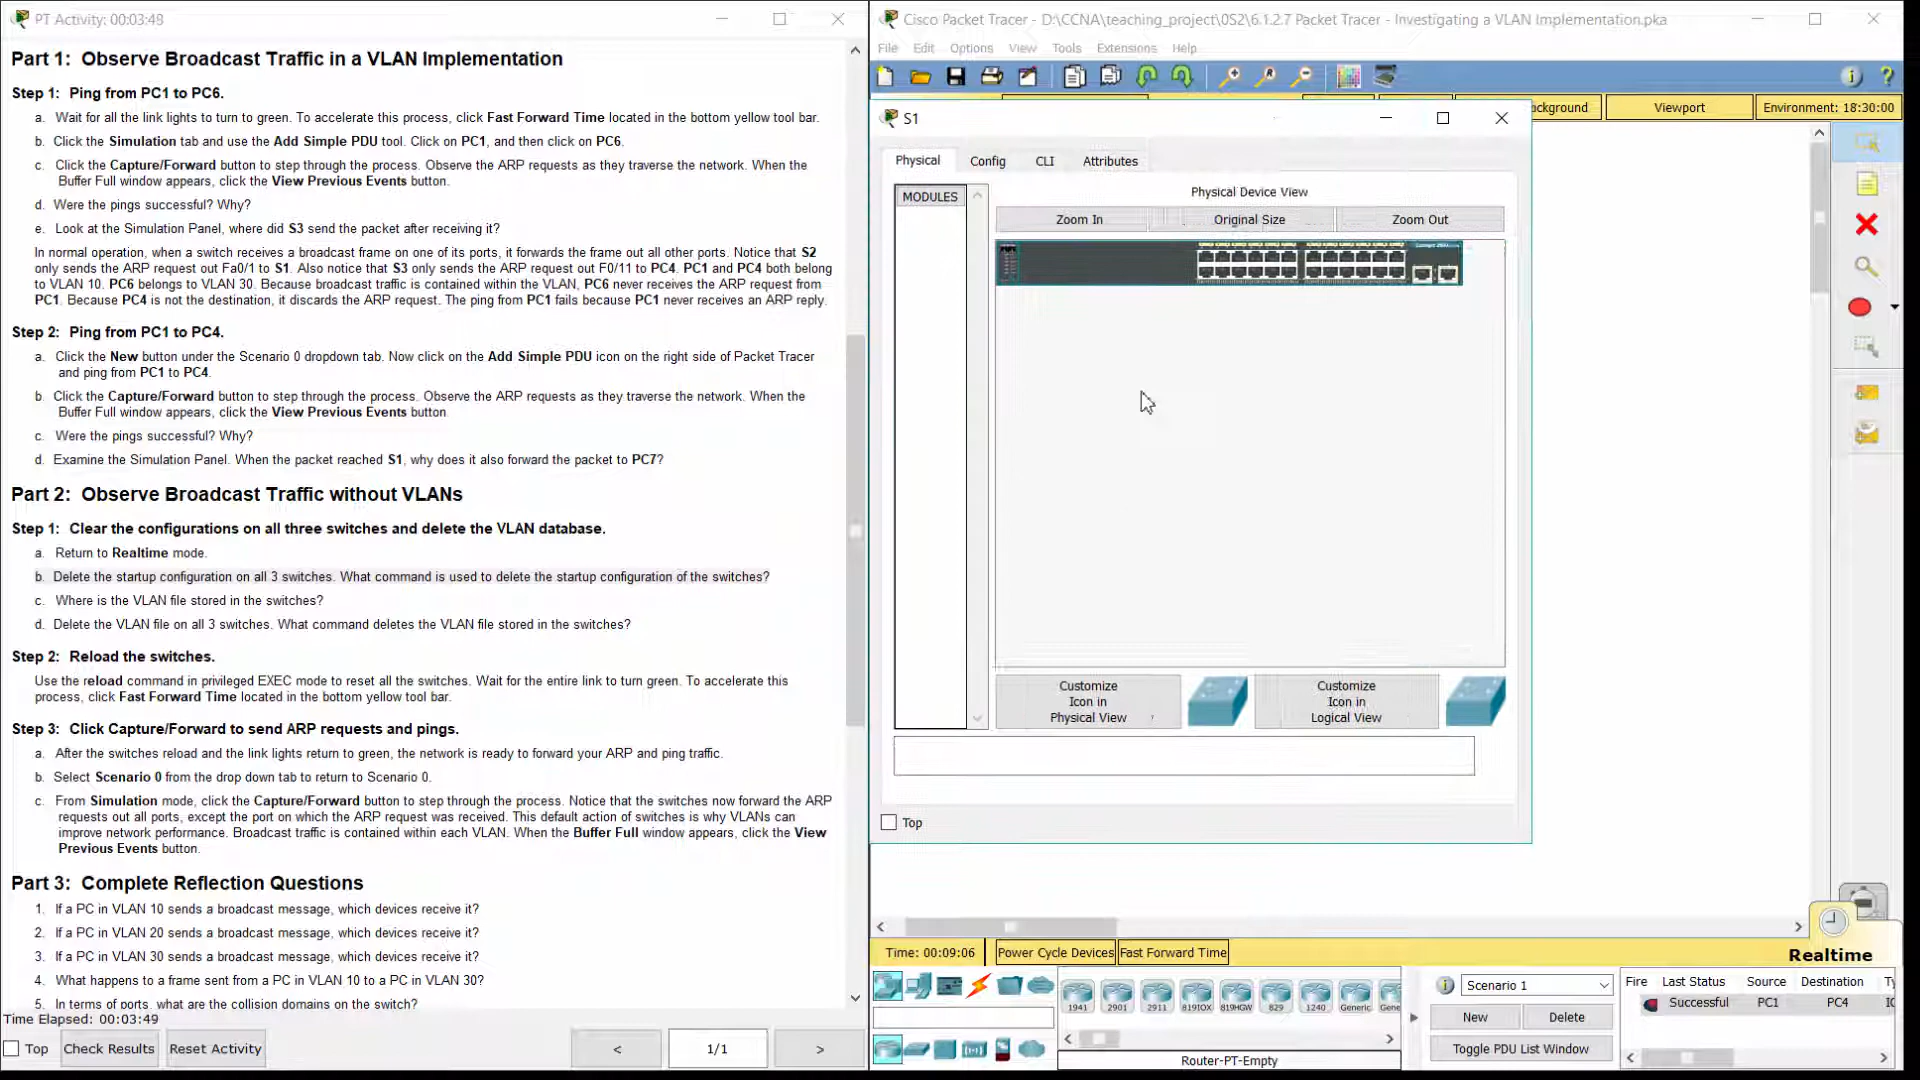 PT Activity: 00:03:48
Part 1: Observe Broadcast Traffic in a VLAN Implementation
Step 1: Ping from PC1 to PC6.
a. Wait for all the link lights to turn to green. To accelerate this process, click Fast Forward Time located in the bottom yellow tool bar.
b. Click the Simulation tab and use the Add Simple PDU tool. Click on PC1, and then click on PC6.
c. Click the Capture/Forward button to step through the process. Observe the ARP requests as they traverse the network. When the
Buffer Full window appears, click the View Previous Events button.
d. Were the pings successful? Why?
e. Look at the Simulation Panel, where did S3 send the packet after receiving it?
In normal operation, when a switch receives a broadcast frame on one of its ports, it forwards the frame out all other ports. Notice that S2
only sends the ARP request out Fa0/1 to S1. Also notice that S3 only sends the ARP request out F0/11 to PC4. PC1 and PC4 both belong
to VLAN 10. PC6 belongs to VLAN 30. Because broadcast traffic is contained within the VLAN, PC6 never receives the ARP request from
PC1. Because PC4 is not the destination, it discards the ARP request. The ping from PC1 fails because PC1 never receives an ARP reply.
Step 2: Ping from PC1 to PC4.
a. Click the New button under the Scenario 0 dropdown tab. Now click on the Add Simple PDU icon on the right side of Packet Tracer
and ping from PC1 to PC4.
b. Click the Capture/Forward button to step through the process. Observe the ARP requests as they traverse the network. When the
Buffer Full window appears, click the View Previous Events button
c. Were the pings successful? Why?
d. Examine the Simulation Panel. When the packet reached S1, why does it also forward the packet to PC7?
Part 2: Observe Broadcast Traffic without VLANs
Step 1: Clear the configurations on all three switches and delete the VLAN database.
a. Return to Realtime mode.
b. Delete the startup configuration on all 3 switches. What command is used to delete the startup configuration of the switches?
c. Where is the VLAN file stored in the switches?
d. Delete the VLAN file on all 3 switches. What command deletes the VLAN file stored in the switches?
Step 2: Reload the switches.
Use the reload command in privileged EXEC mode to reset all the switches. Wait for the entire link to turn green. To accelerate this
process, click Fast Forward Time located in the bottom yellow tool bar.
Step 3: Click Capture/Forward to send ARP requests and pings.
a. After the switches reload and the link lights return to green, the network is ready to forward your ARP and ping traffic.
b. Select Scenario 0 from the drop down tab to return to Scenario 0.
c. From Simulation mode, click the Capture/Forward button to step through the process. Notice that the switches now forward the ARP
requests out all ports, except the port on which the ARP request was received. This default action of switches is why VLANs can
improve network performance. Broadcast traffic is contained within each VLAN. When the Buffer Full window appears, click the View
Previous Events button.
Part 3: Complete Reflection Questions
1. If a PC in VLAN 10 sends a broadcast message, which devices receive it?
2. If a PC in VLAN 20 sends a broadcast message, which devices receive it?
3. If a PC in VLAN 30 sends a broadcast message, which devices receive it?
4. What happens to a frame sent from a PC in VLAN 10 to a PC in VLAN 30?
5. In terms of ports, what are the collision domains on the switch?
Time Elapsed: 00:03:49
Top Check Results Reset Activity < 1/1 >
Cisco Packet Tracer - D:\CCNA\teaching_project\0S2\6.1.2.7 Packet Tracer - Investigating a VLAN Implementation.pka
File Edit Options View Tools Extensions Help
ackground Viewport Environment: 18:30:00
S1
Physical Config CLI Attributes
MODULES
Physical Device View
Zoom In Original Size Zoom Out
Customize
Icon in
Physical View
Customize
Icon in
Logical View
Top
Realtime
Time: 00:09:06 Power Cycle Devices Fast Forward Time
1941 2901 2911 819IOX 819HGW 829 1240 Generic Gene
Router-PT-Empty
Scenario 1
New Delete
Toggle PDU List Window
Fire Last Status Source Destination Ty
Successful PC1 PC4 IC